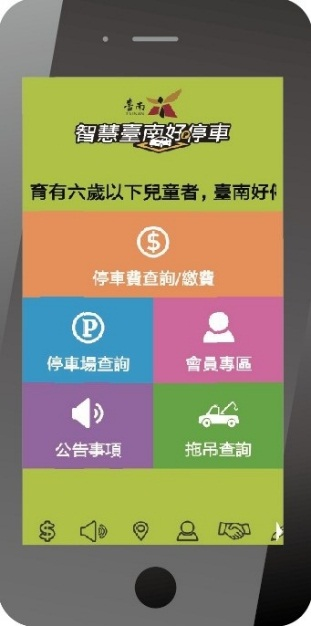 臺南
智慧臺南好停車
育有六歲以下兒童者，臺南好
$
停車費查詢/繳費
P
停車場查詢
會員專區
公告事項
拖吊查詢
$